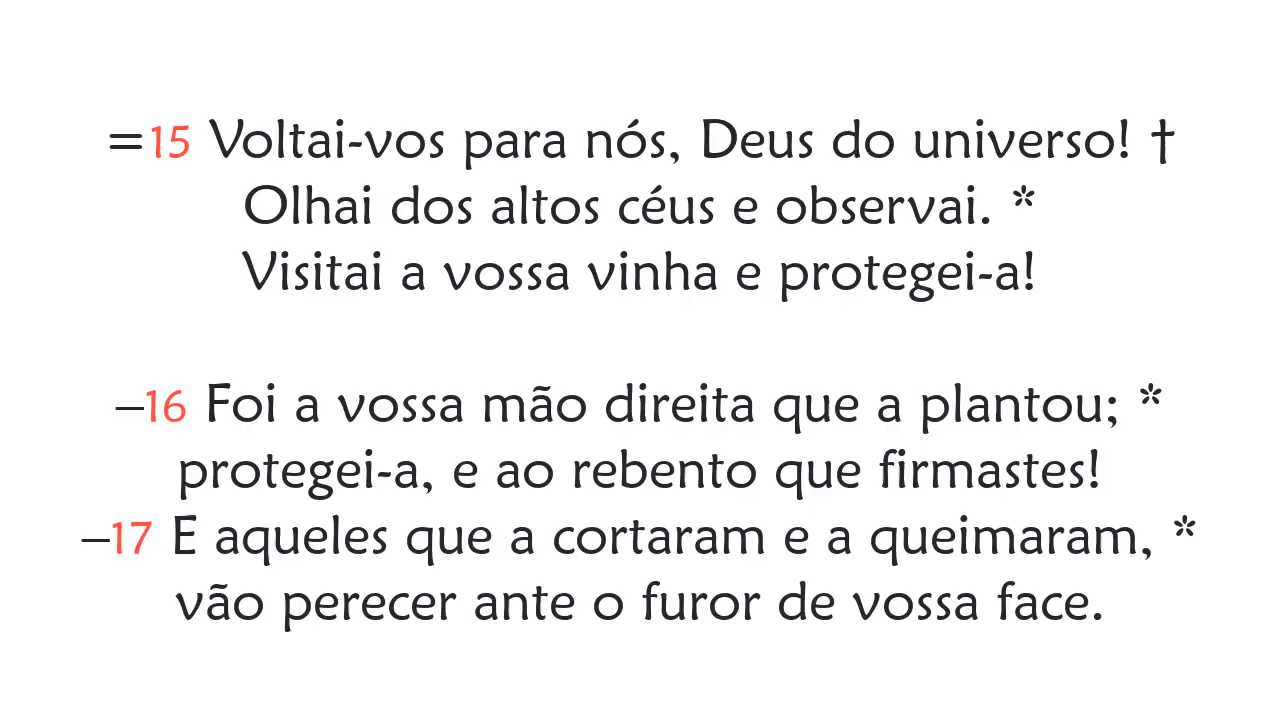 =15 Voltai-vos para nós, Deus do universo! †
Olhai dos altos céus e observai. *
Visitai a vossa vinha e protegei-a!
–16 Foi a vossa mão direita que a plantou; *
protegei-a, e ao rebento que firmastes!
–17 E aqueles que a cortaram e a queimaram, *
vão perecer ante o furor de vossa face.